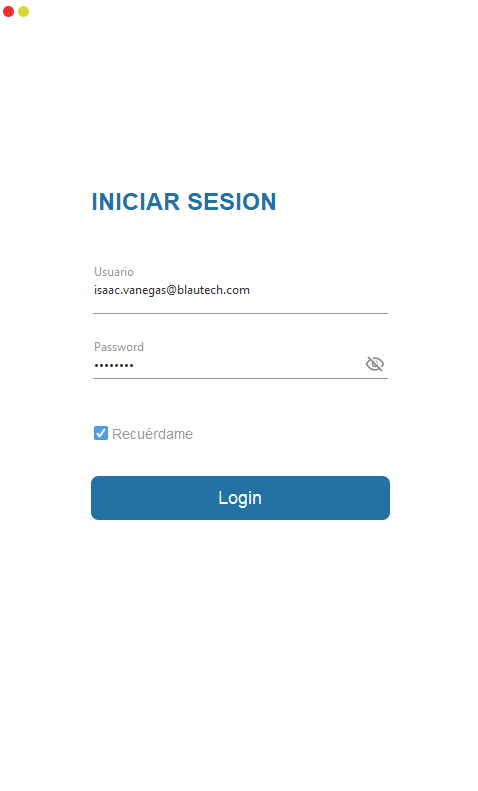 INICIAR SESION
Usuario
isaac.vanegas@blautech.com
Password
••••••••
Recuérdame
Login